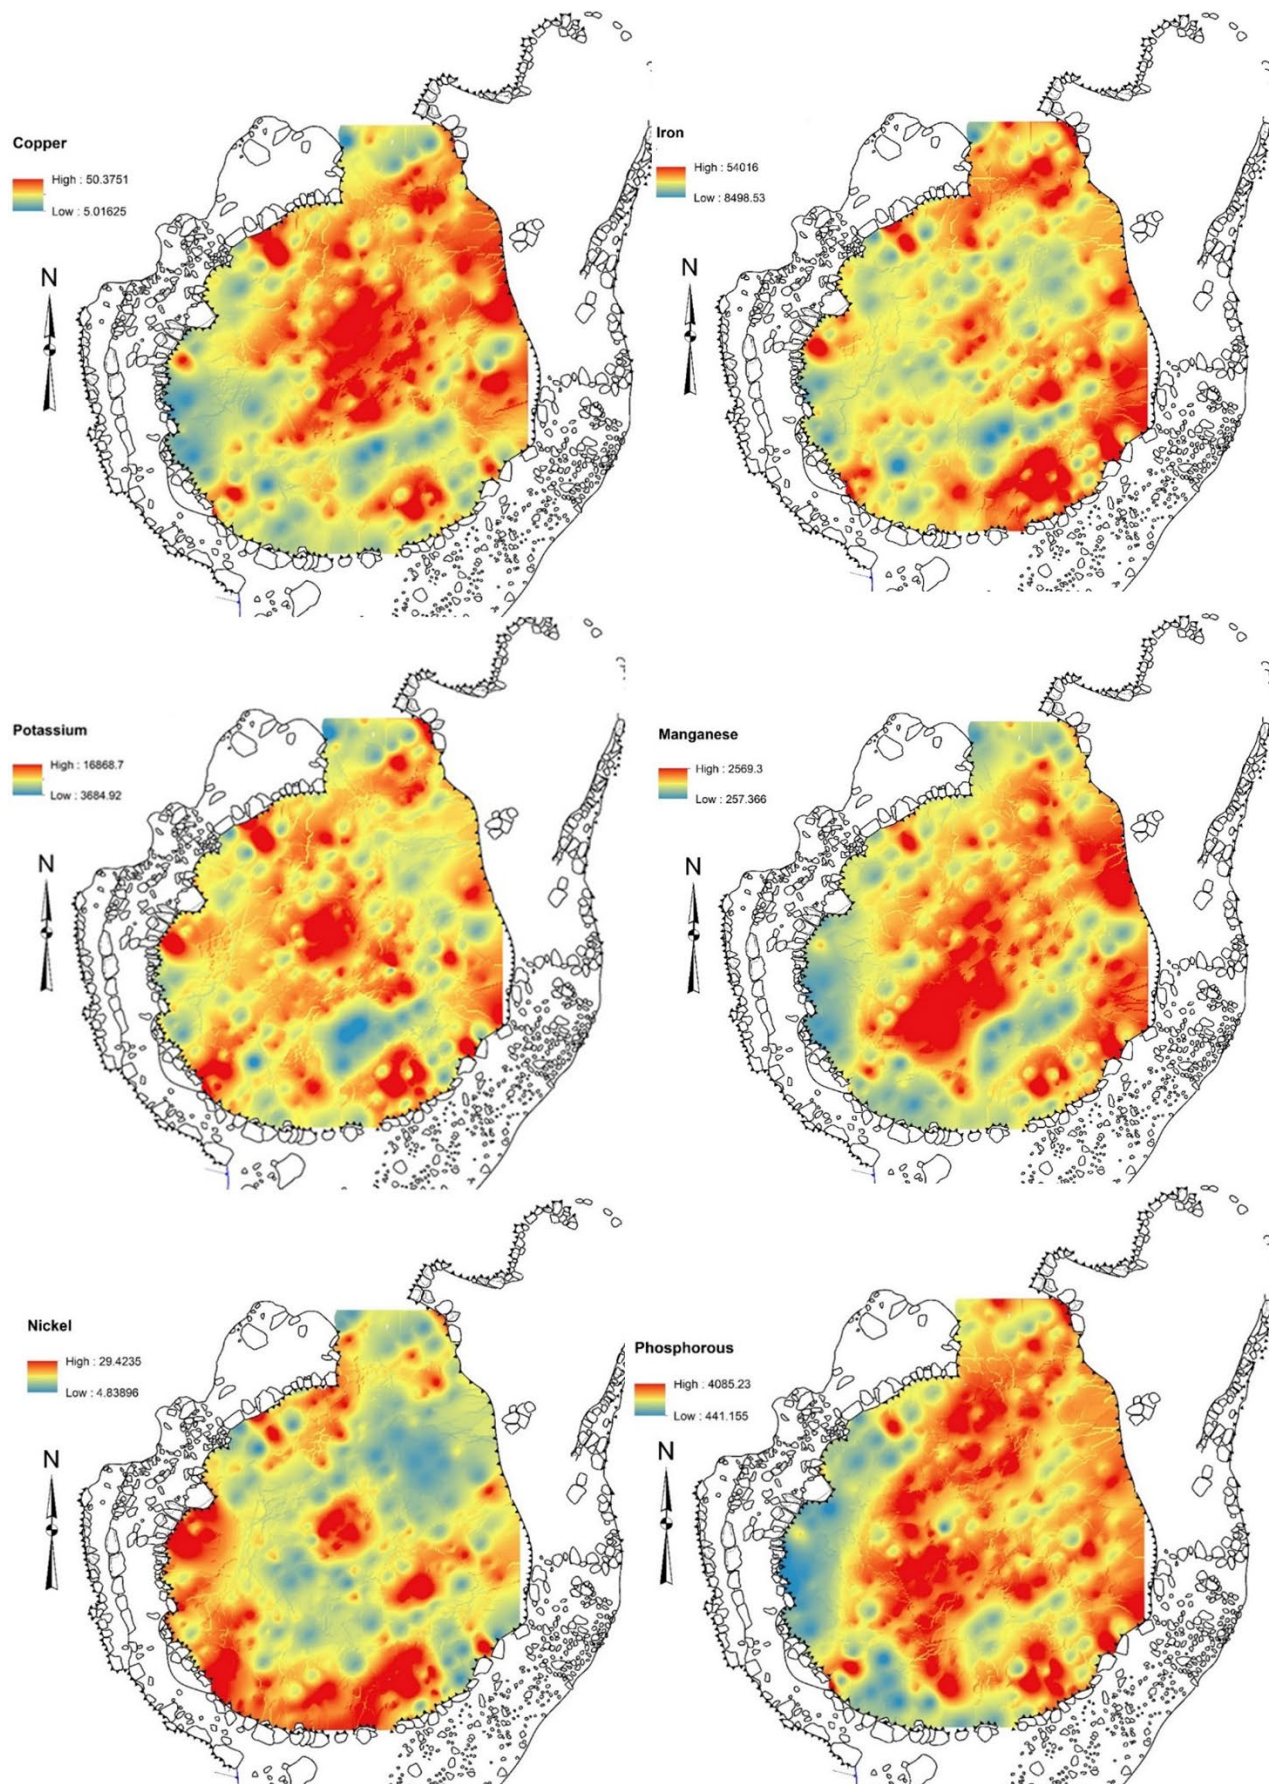 Copper
High : 50.3751
Low : 5.01625
N
Iron
High : 54016
Low : 8498.53
N
Potassium
High : 16868.7
Low : 3684.92
N
Manganese
High : 2569.3
Low : 257.366
N
Nickel
High : 29.4235
Low : 4.83896
N
Phosphorous
High : 4085.23
Low : 441.155
N